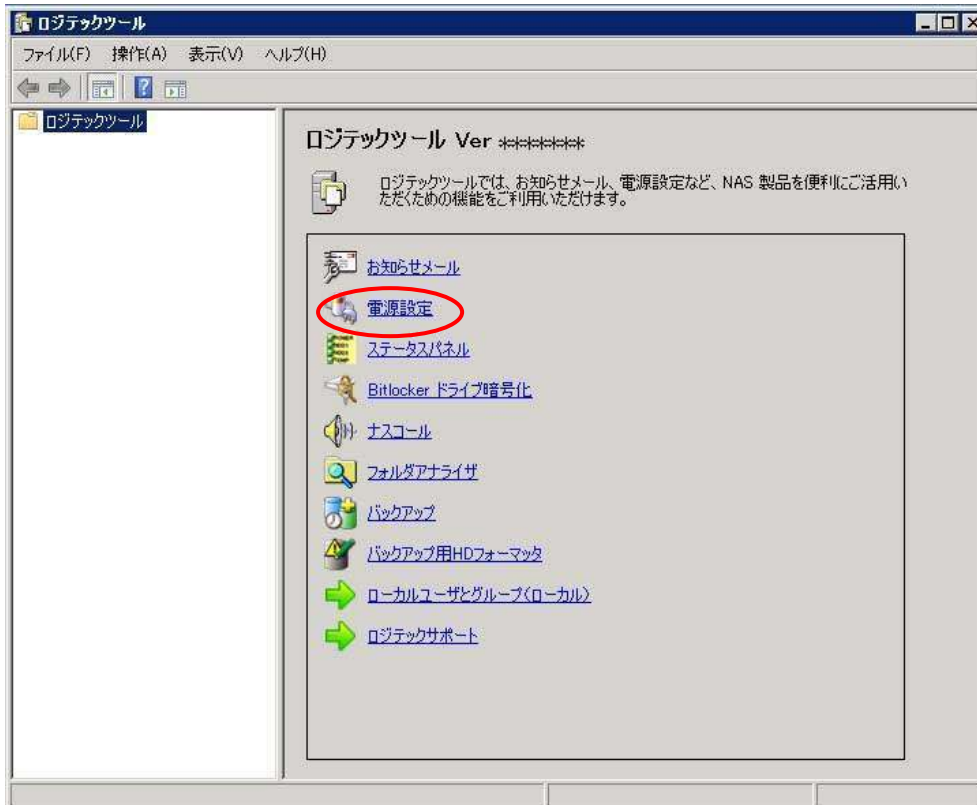 ロジテックツール
ファイル(F) 操作(A) 表示(V) ヘルプ(H)
ロジテックツール
ロジテックツール Ver *******
ロジテックツールでは、お知らせメール、電源設定など、NAS 製品を便利にご活用い
ただくための機能をご利用いただけます。
お知らせメール
電源設定
ステータスパネル
Bitlocker ドライブ暗号化
ナスコール
フォルダアナライザ
バックアップ
バックアップ用HDフォーマッタ
ローカルユーザとグループ(ローカル)
ロジテックサポート